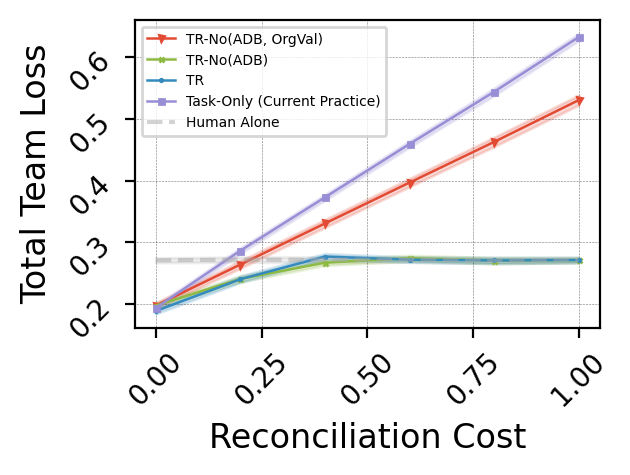 TR-No(ADB, OrgVal)
TR-No(ADB)
TR
Task-Only (Current Practice)
Human Alone
Total Team Loss
0.6
0.5
0.4
0.3
0.2
0.00
0.25
0.50
0.75
1.00
Reconciliation Cost